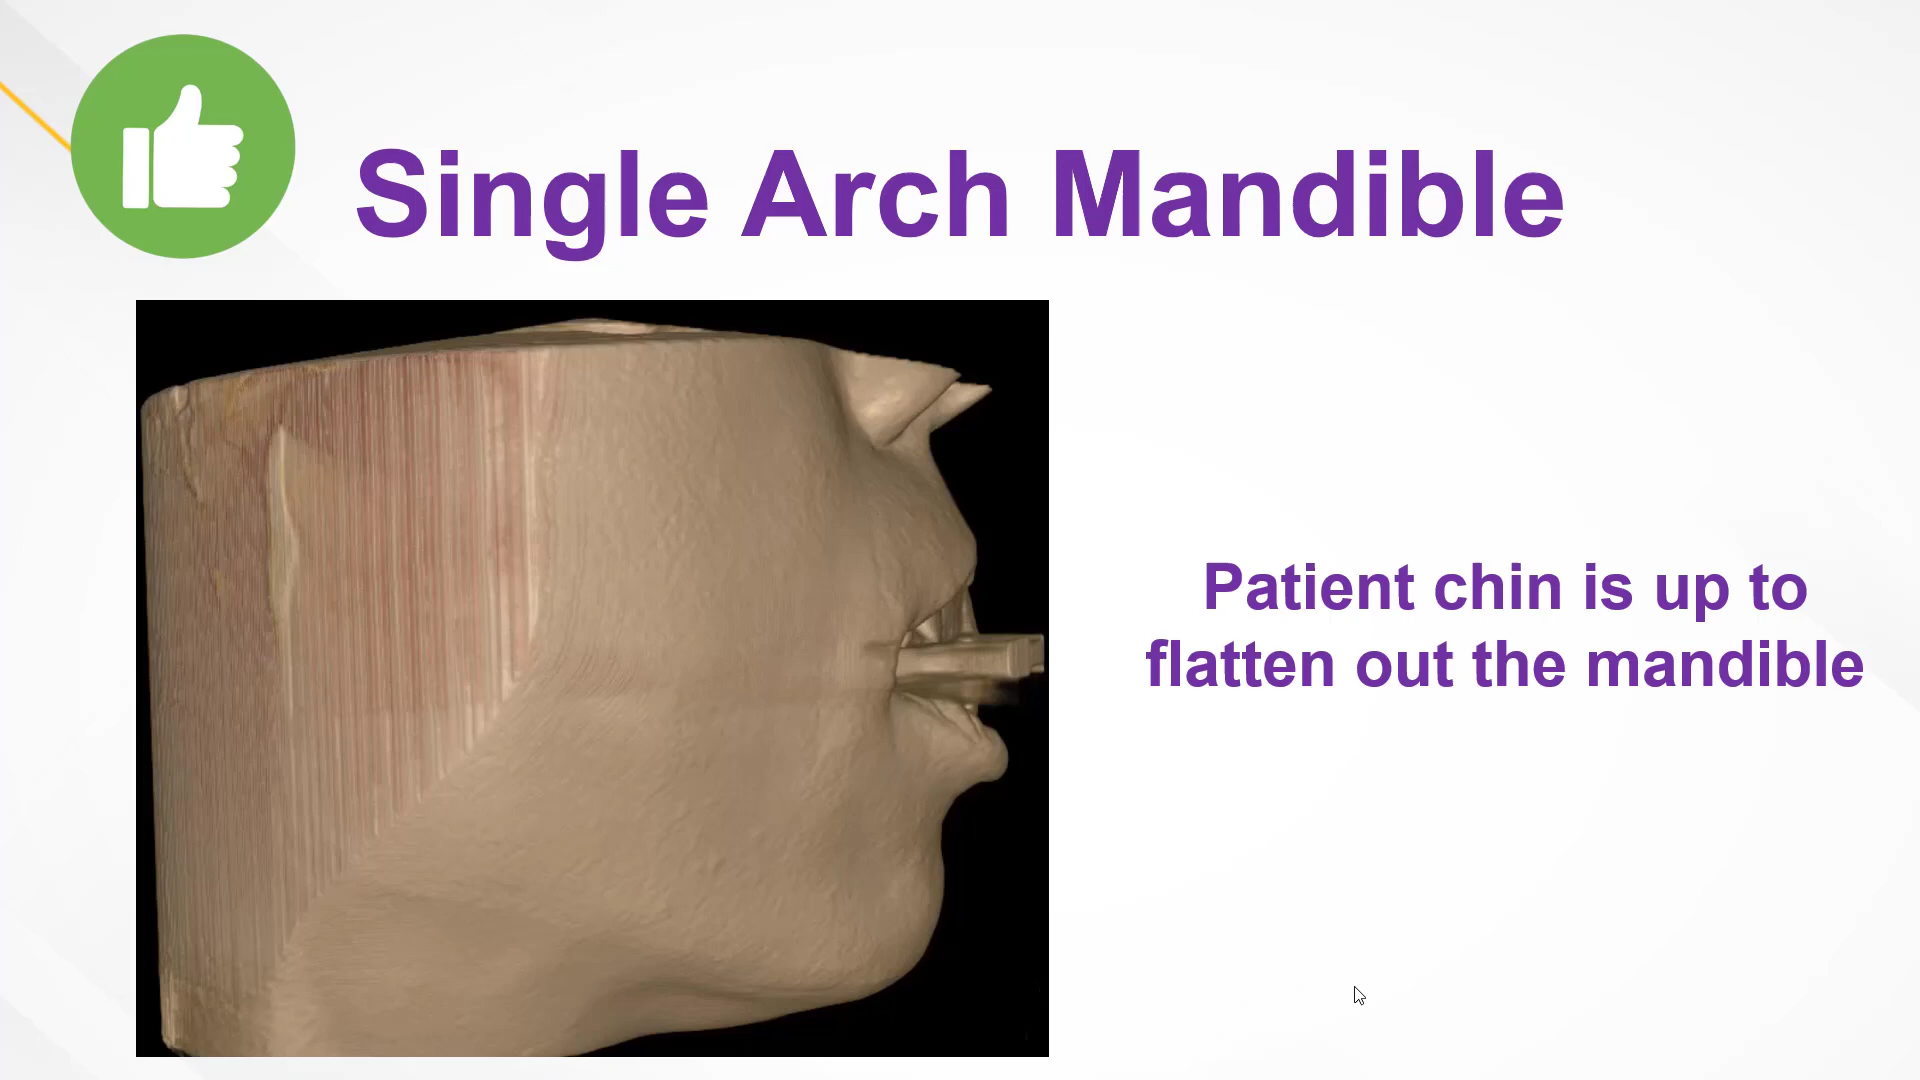 Single Arch Mandible
Patient chin is up to
flatten out the mandible